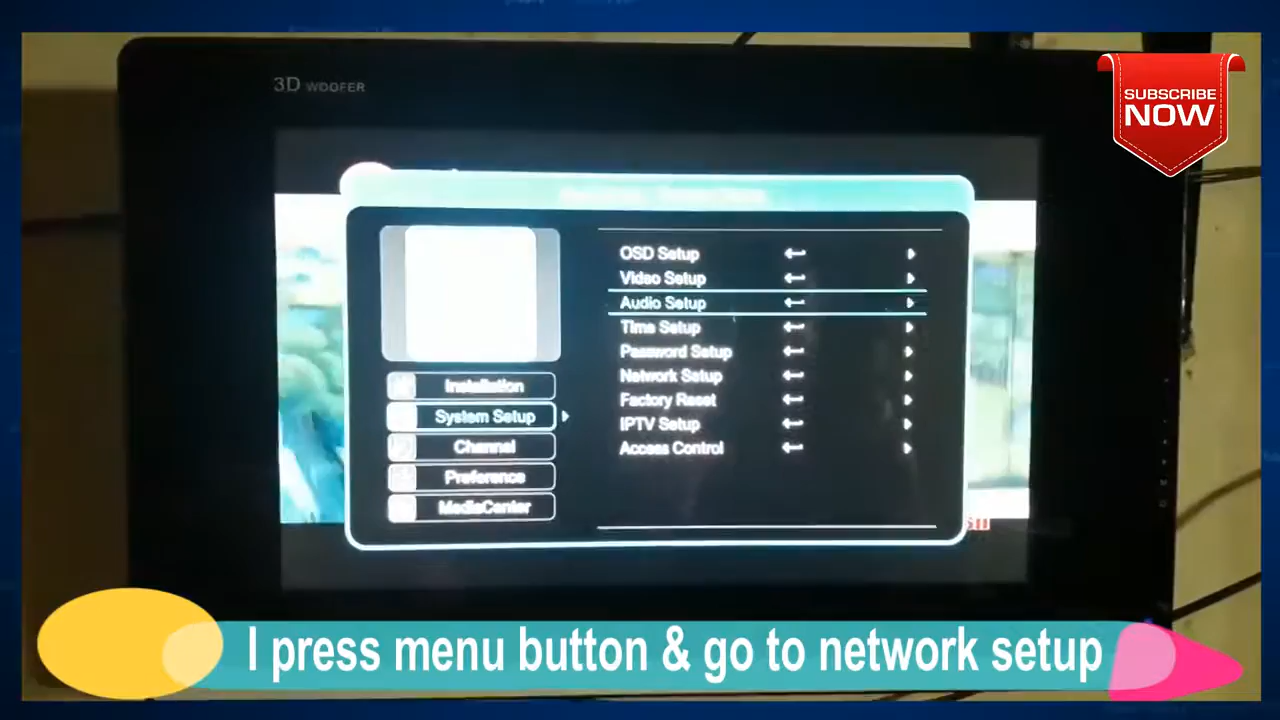 3D WOOFER
SUBSCRIBE
NOW
OSD Setup
Video Setup
Audio Setup
Time Setup
Password Setup
Network Setup
Factory Reset
IPTV Setup
Access Control
Installation
System Setup
Channel
Preference
MediaCenter
I press menu button & go to network setup